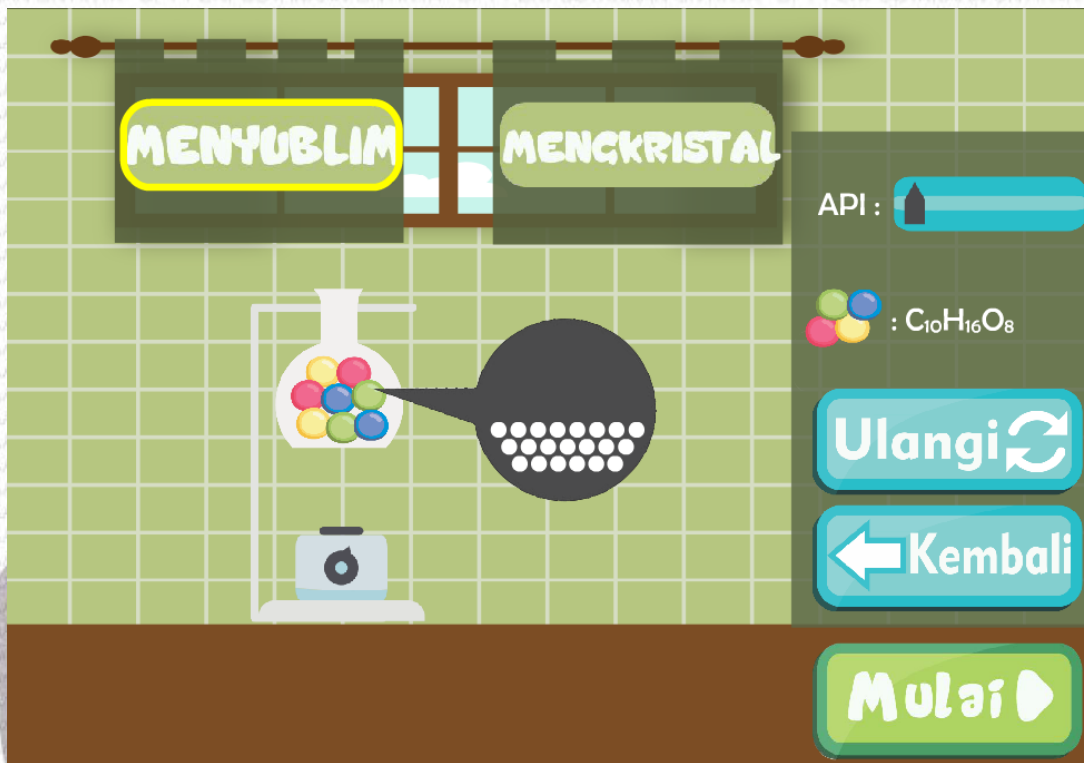 MENYUBLIM
MENGKRISTAL
API :
: C₁₀H₁₆O₈
Ulangi
Kembali
Mulai